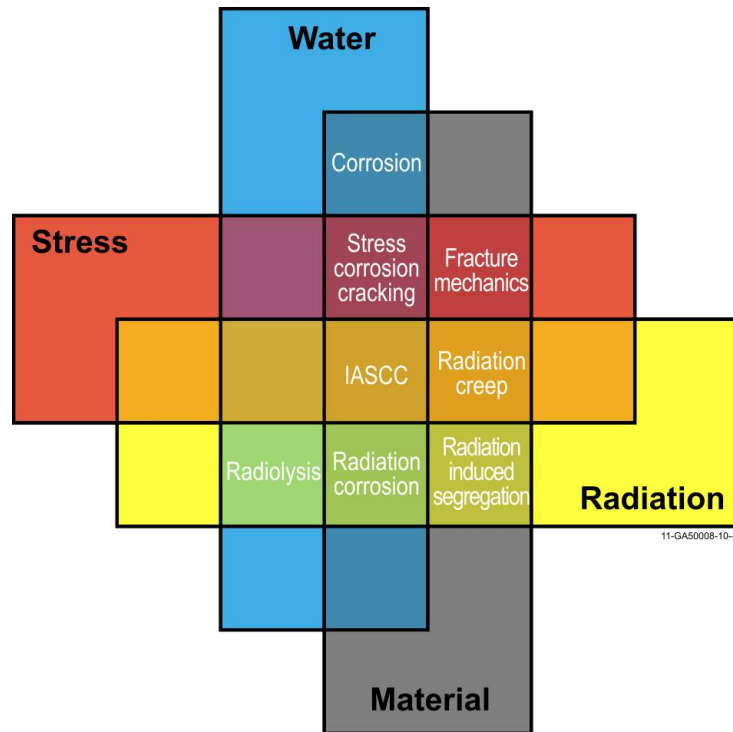 Water
Corrosion
Stress
Stress
corrosion
cracking
Fracture
mechanics
IASCC
Radiation
creep
Radiolysis
Radiation
corrosion
Radiation
induced
segregation
Radiation
11-GA50008-10-
Material